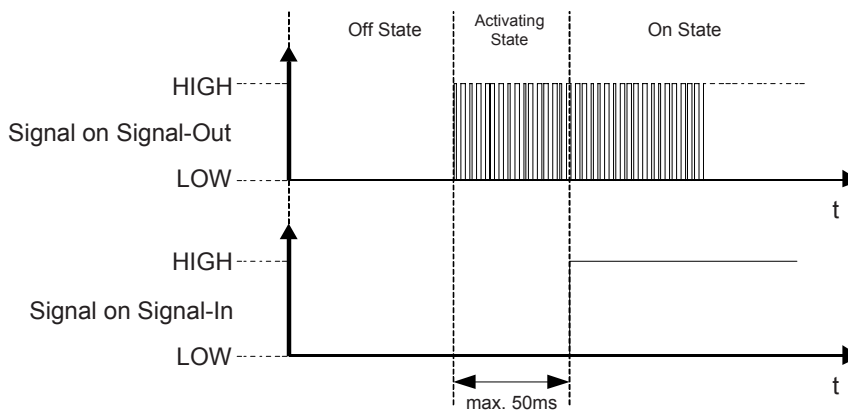 Off State
Activating
State
On State
HIGH
Signal on Signal-Out
LOW
t
HIGH
Signal on Signal-In
LOW
t
max. 50ms